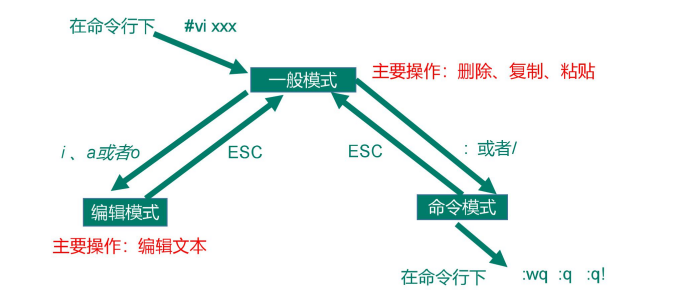 在命令行下 #vi xxx
一般模式
主要操作：删除、复制、粘贴
i 、a或者o
ESC
ESC
: 或者/
编辑模式
命令模式
主要操作：编辑文本
在命令行下 :wq :q :q!